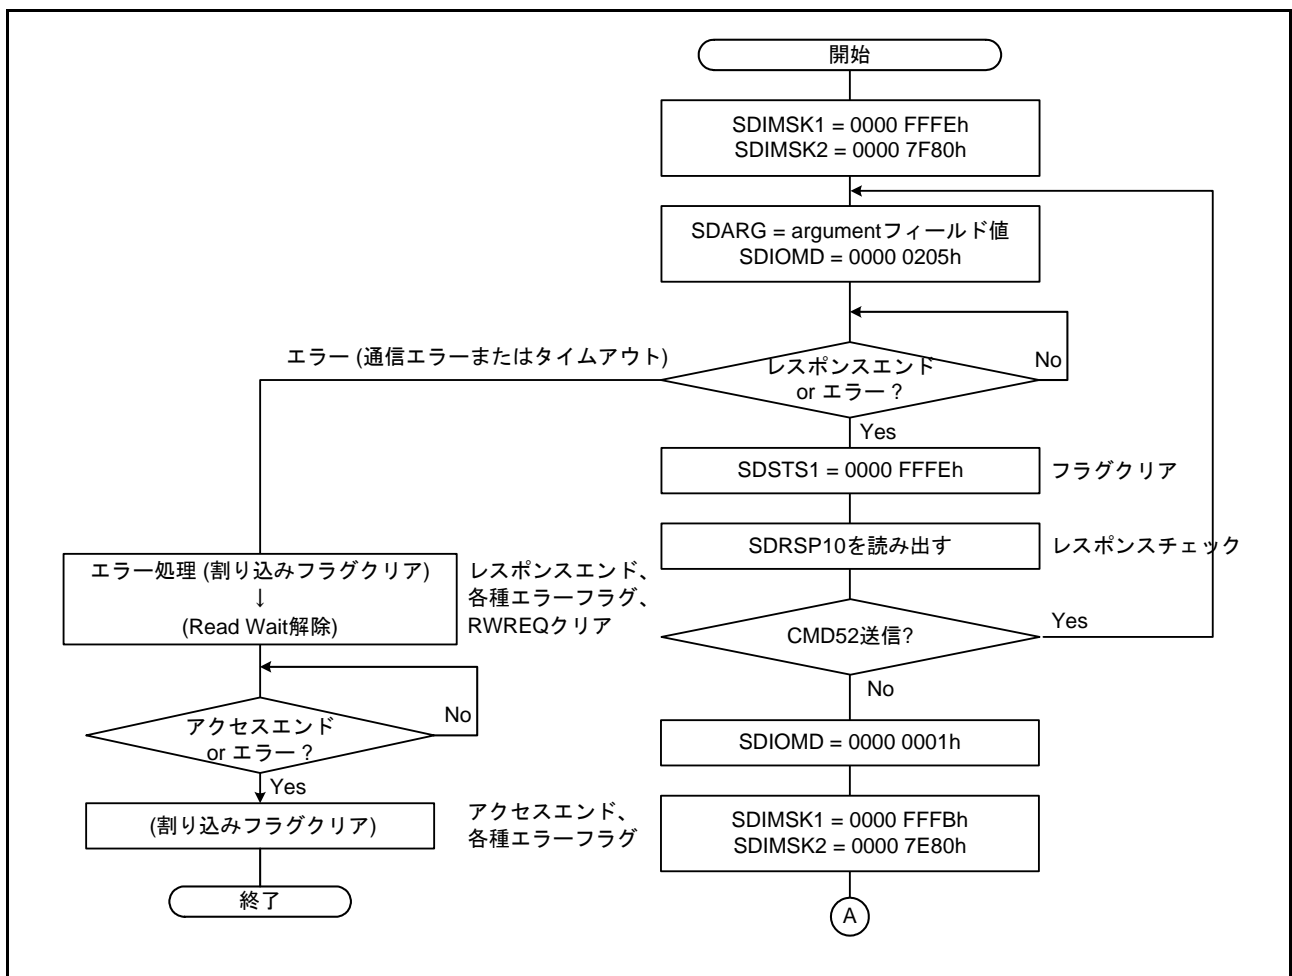 開始
SDIMSK1 = 0000 FFFEh
SDIMSK2 = 0000 7F80h
SDARG = argumentフィールド値
SDIOMD = 0000 0205h
エラー (通信エラーまたはタイムアウト)
レスポンスエンド
or エラー ?
No
Yes
SDSTS1 = 0000 FFFEh
フラグクリア
SDRSP10を読み出す
レスポンスチェック
エラー処理 (割り込みフラグクリア)
↓
(Read Wait解除)
レスポンスエンド、
各種エラーフラグ、
RWREQクリア
CMD52送信?
Yes
No
アクセスエンド
or エラー ?
No
Yes
SDIOMD = 0000 0001h
(割り込みフラグクリア)
アクセスエンド、
各種エラーフラグ
SDIMSK1 = 0000 FFFBh
SDIMSK2 = 0000 7E80h
終了
A